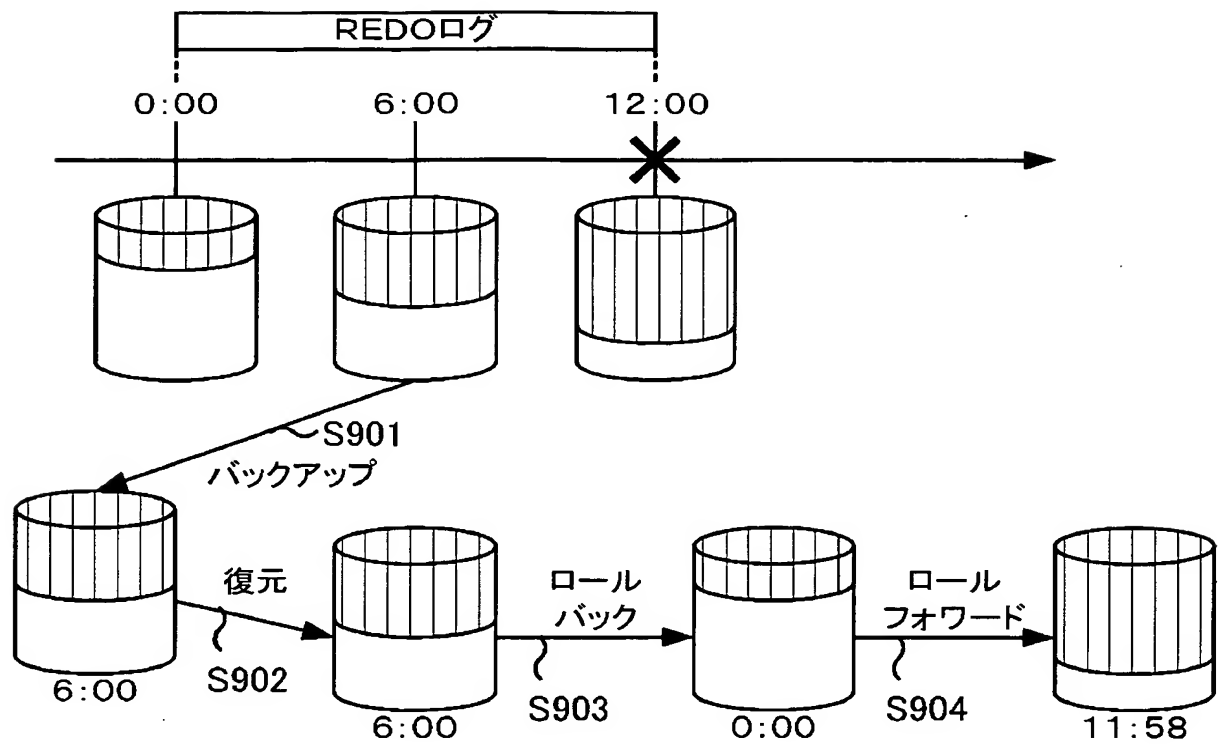 REDOログ
0:00
6:00
12:00
S901
バックアップ
6:00
復元
S902
6:00
ロール
バック
S903
0:00
ロール
フォワード
S904
11:58